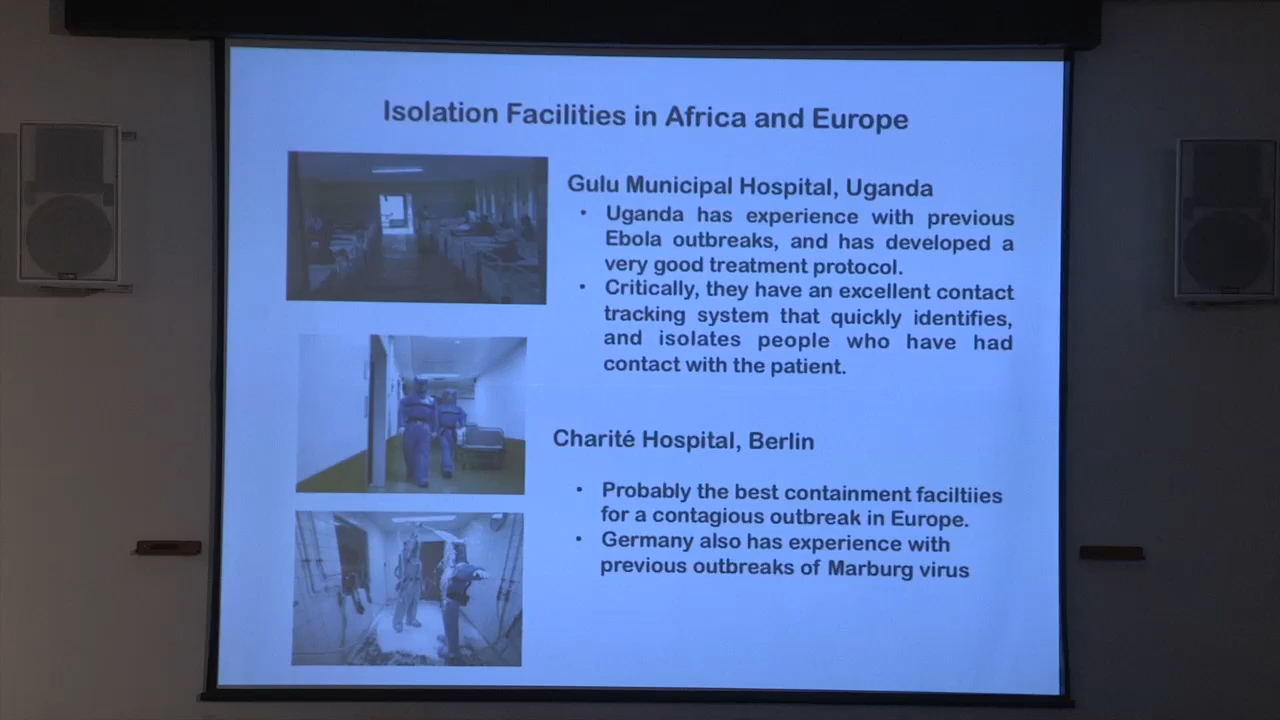 Isolation Facilities in Africa and Europe
Gulu Municipal Hospital, Uganda
• Uganda has experience with previous
Ebola outbreaks, and has developed a
very good treatment protocol.
• Critically, they have an excellent contact
tracking system that quickly identifies,
and isolates people who have had
contact with the patient.
Charité Hospital, Berlin
• Probably the best containment faciltiies
for a contagious outbreak in Europe.
• Germany also has experience with
previous outbreaks of Marburg virus